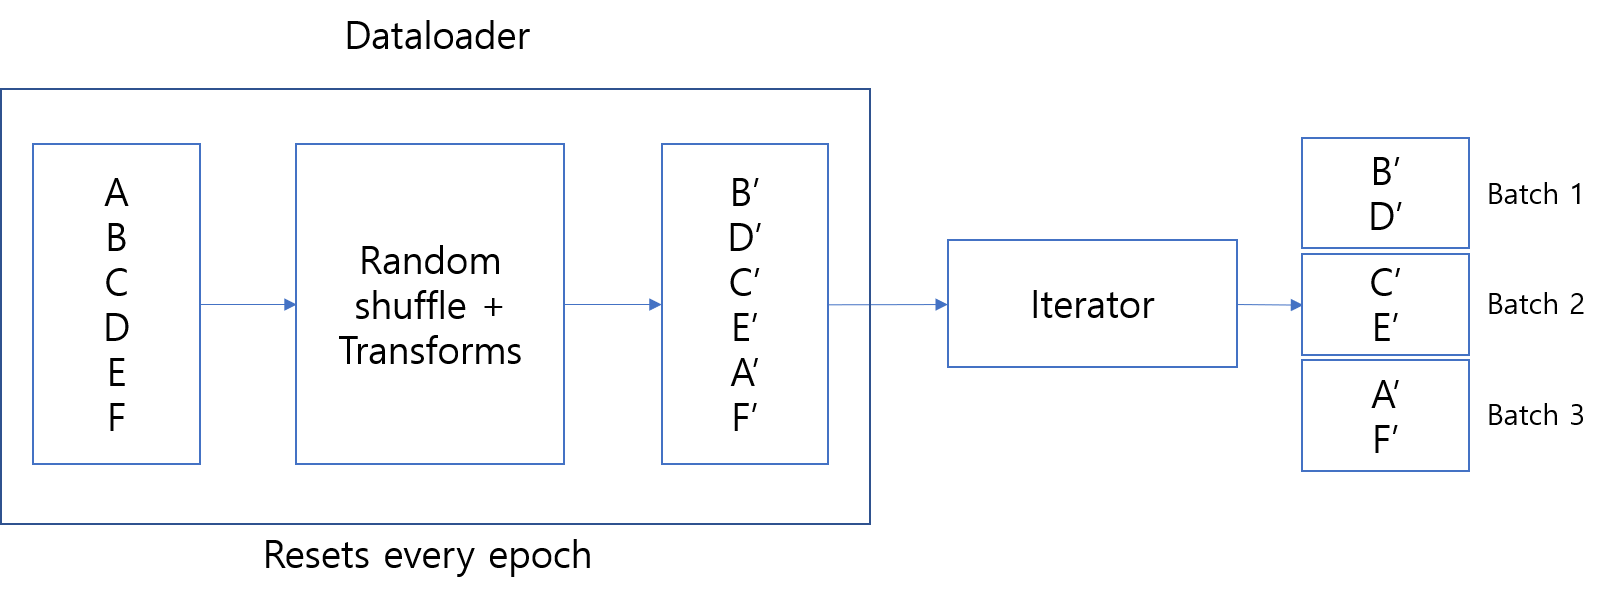 Dataloader
A
B
C
D
E
F
Random
shuffle +
Transforms
B’
D’
C’
E’
A’
F’
Iterator
B’
D’
Batch 1
C’
E’
Batch 2
A’
F’
Batch 3
Resets every epoch